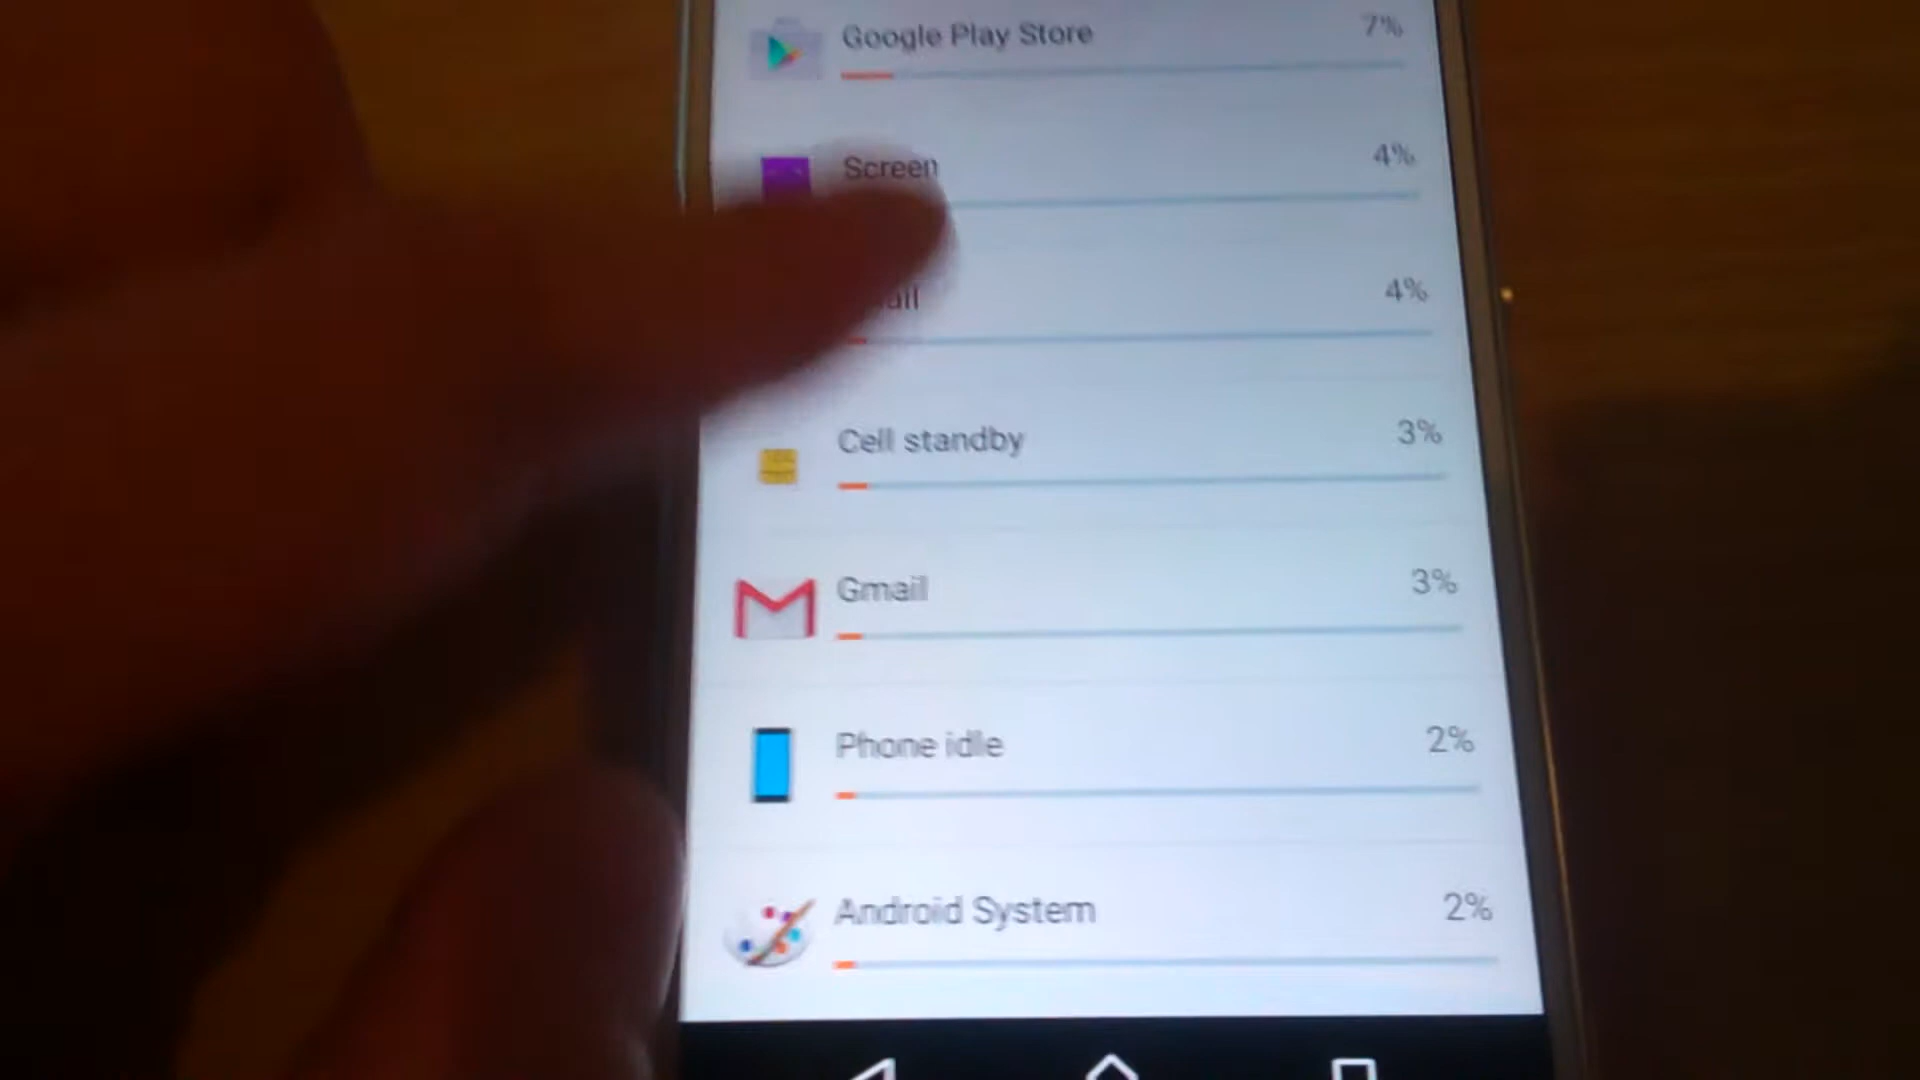 Google Play Store 7%
Screen 4%
4%
Cell standby 3%
Gmail 3%
Phone idle 2%
Android System 2%